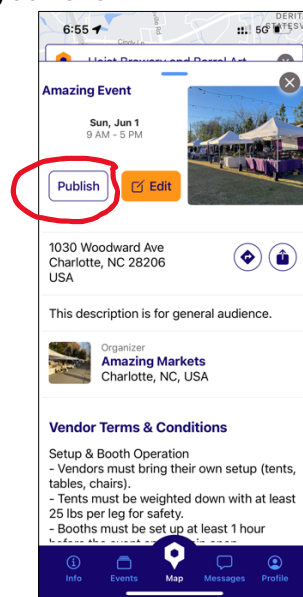 6:55
5G
DERIT
Amazing Event
Sun, Jun 1
9 AM - 5 PM
Publish
Edit
1030 Woodward Ave
Charlotte, NC 28206
USA
This description is for general audience.
Organizer
Amazing Markets
Charlotte, NC, USA
Vendor Terms & Conditions
Setup & Booth Operation
- Vendors must bring their own setup (tents,
tables, chairs).
- Tents must be weighted down with at least
25 lbs per leg for safety.
- Booths must be set up at least 1 hour
Info
Events
Map
Messages
Profile